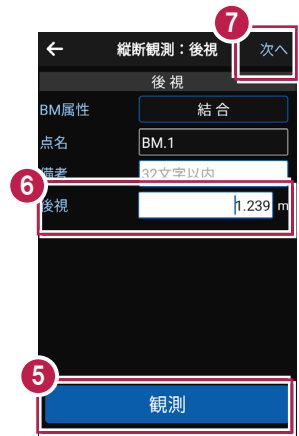 7
← 縦断観測：後視 次へ
後視
BM属性 結合
点名 BM.1
備考 32文字以内
6
後視 1.239 m
5
観測